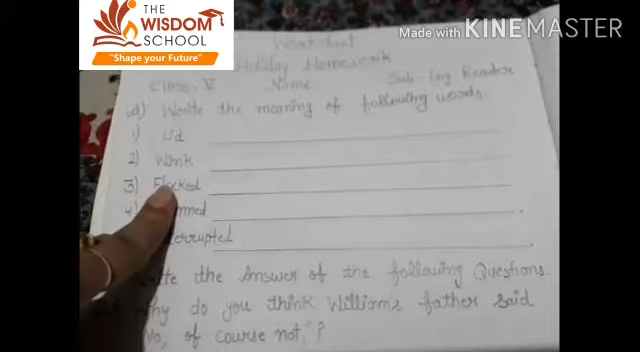 THE
WISDOM
SCHOOL
"Shape your Future"
Made with KINEMASTER
Worksheet
Holiday Homework
Class- V Name Sub- Eng Reader
Write the meaning of following words.
1) Lid
2) Wink
3) Flocked
4)
Write the Answer of the following Questions.
Why do you think William's father said
No, of course not,"?